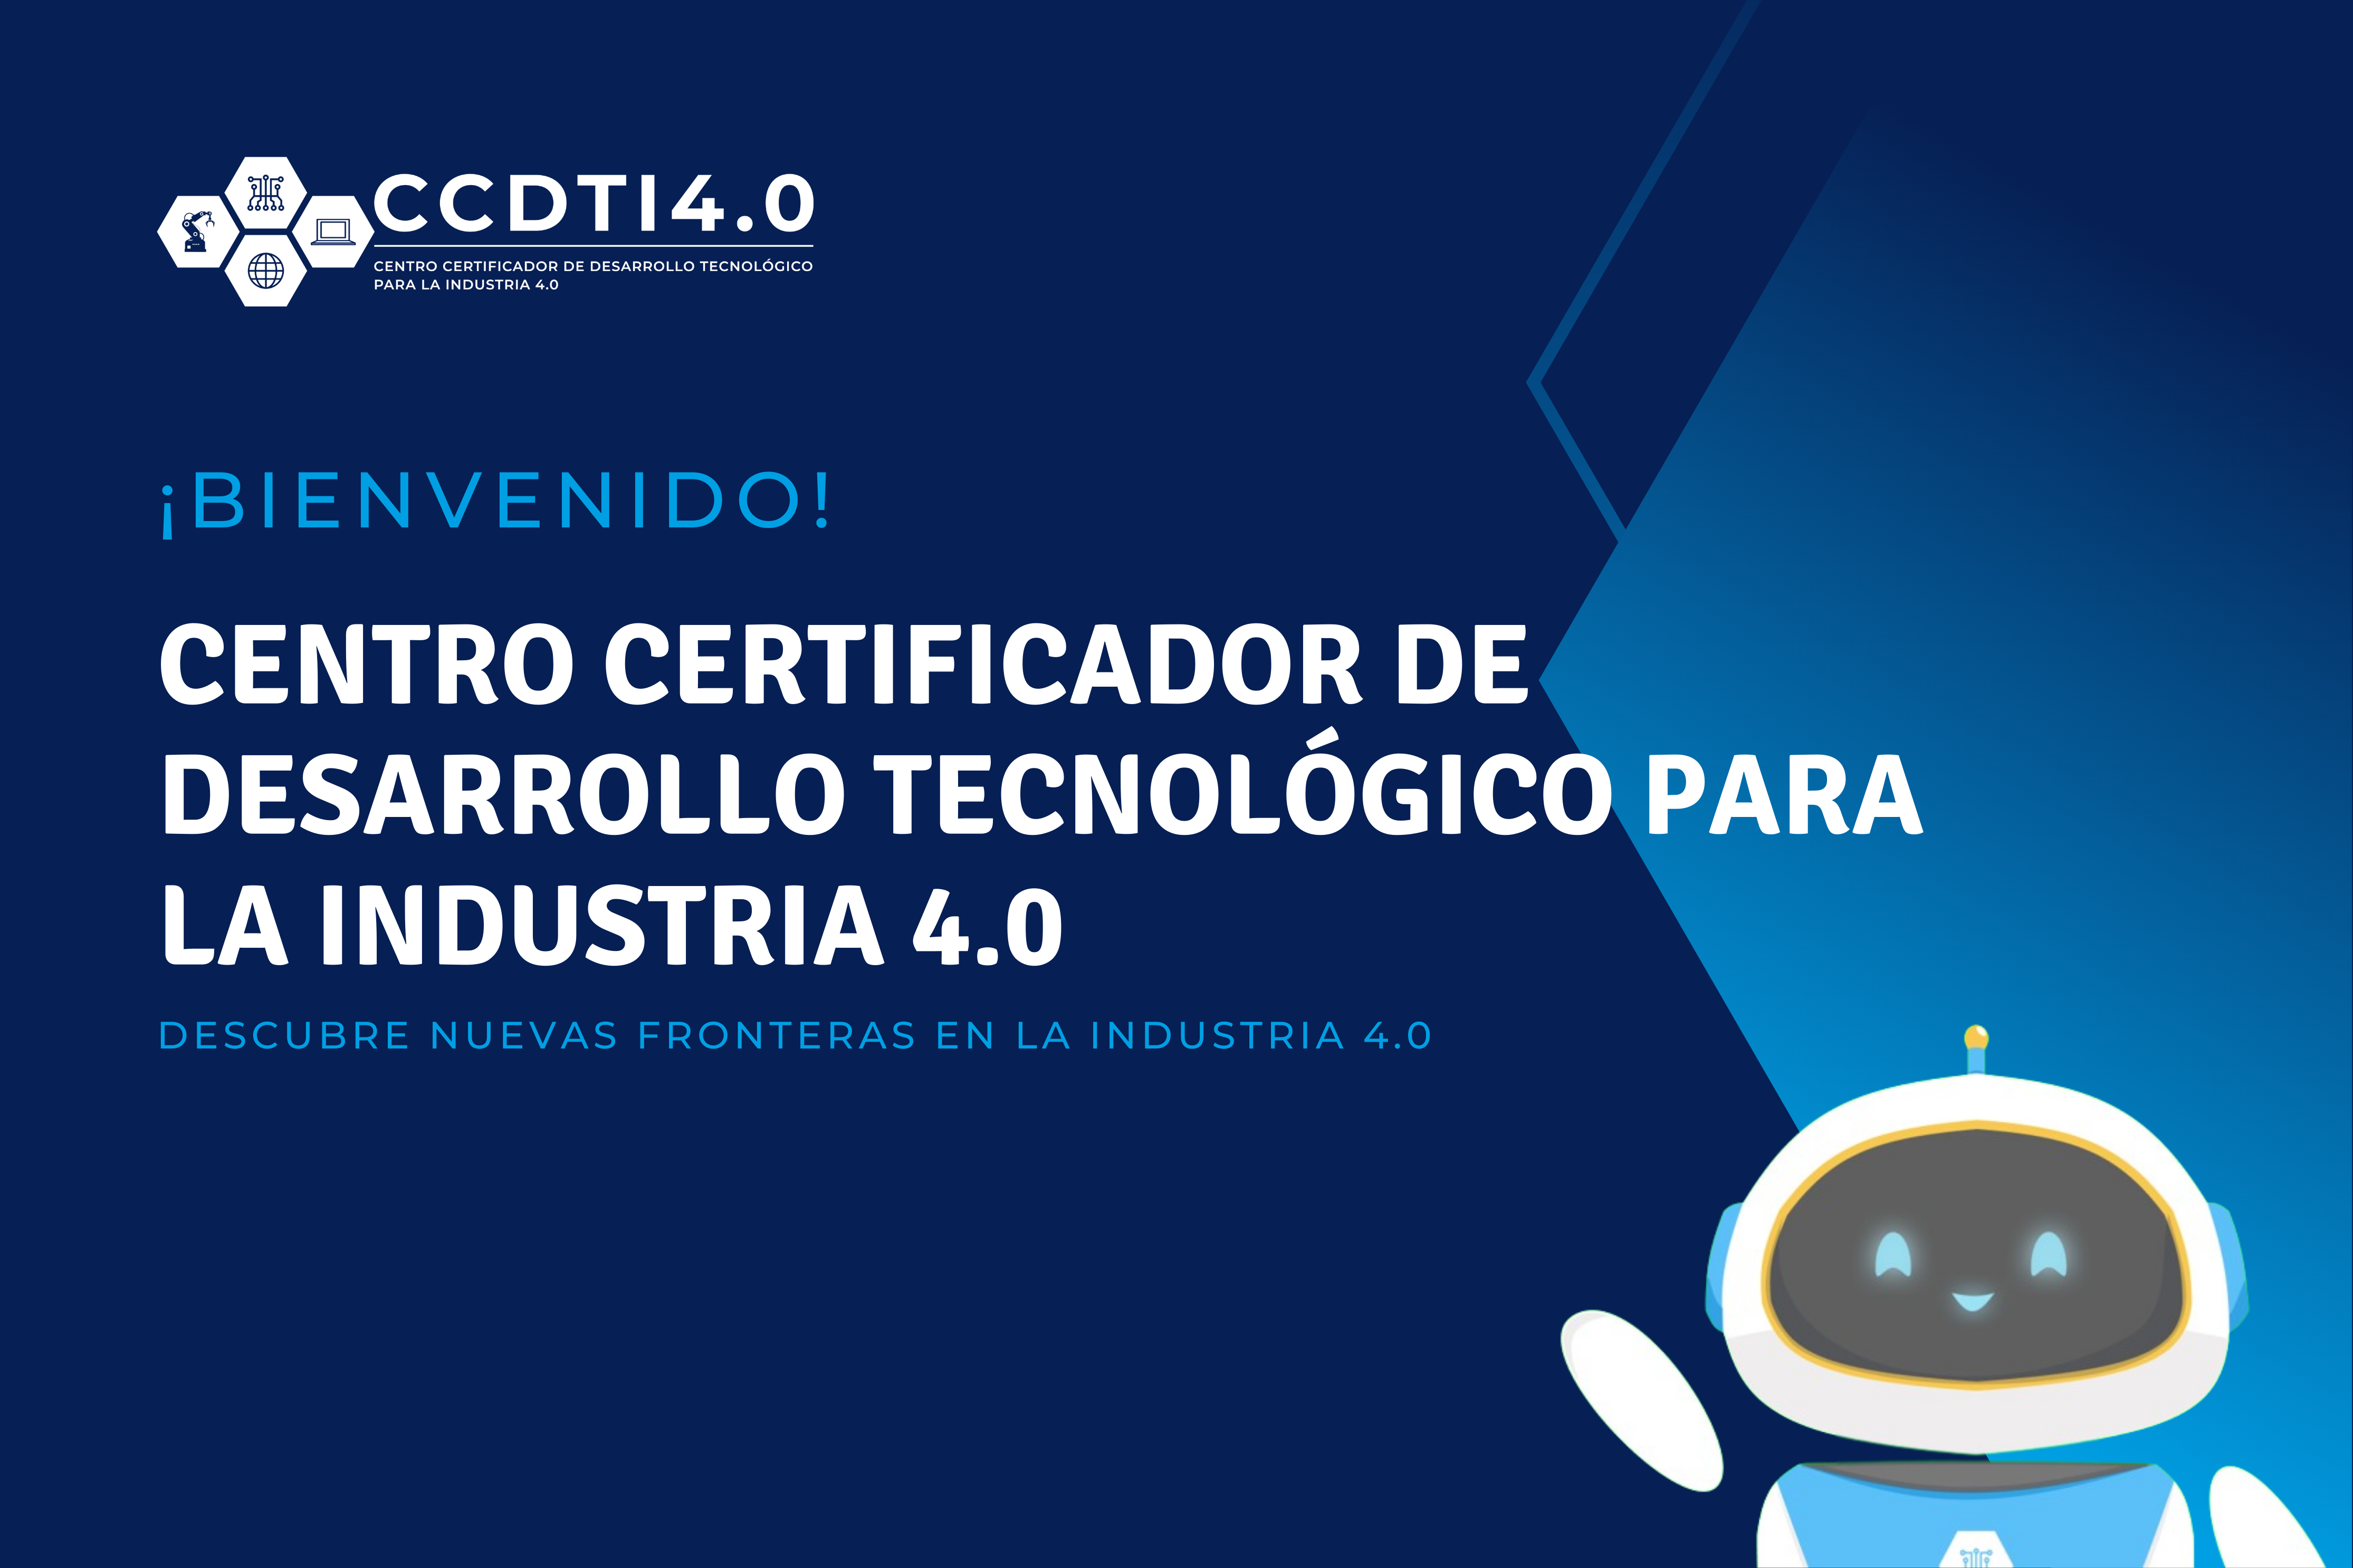 CCDTI4.0
CENTRO CERTIFICADOR DE DESARROLLO TECNOLÓGICO
PARA LA INDUSTRIA 4.0
¡BIENVENIDO!
CENTRO CERTIFICADOR DE
DESARROLLO TECNOLÓGICO PARA
LA INDUSTRIA 4.0
DESCUBRE NUEVAS FRONTERAS EN LA INDUSTRIA 4.0